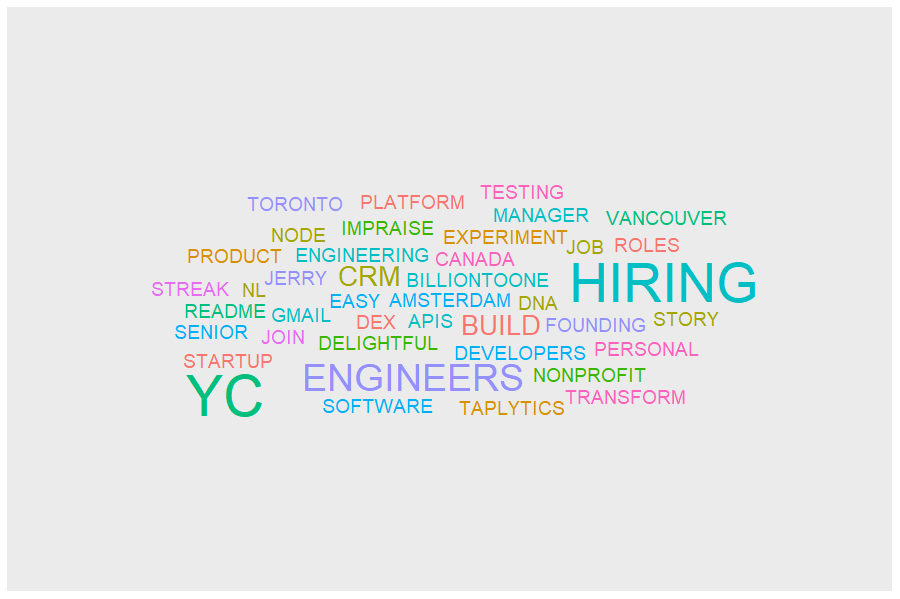 TESTING
TORONTO PLATFORM
MANAGER VANCOUVER
NODE IMPRAISE EXPERIMENT JOB ROLES
PRODUCT ENGINEERING CANADA
STREAK NL JERRY CRM BILLIONTOONE HIRING
EASY AMSTERDAM DNA
README GMAIL DEX APIS BUILD FOUNDING STORY
SENIOR JOIN DELIGHTFUL
DEVELOPERS PERSONAL
STARTUP
YC ENGINEERS NONPROFIT
SOFTWARE TAPLYTICS TRANSFORM